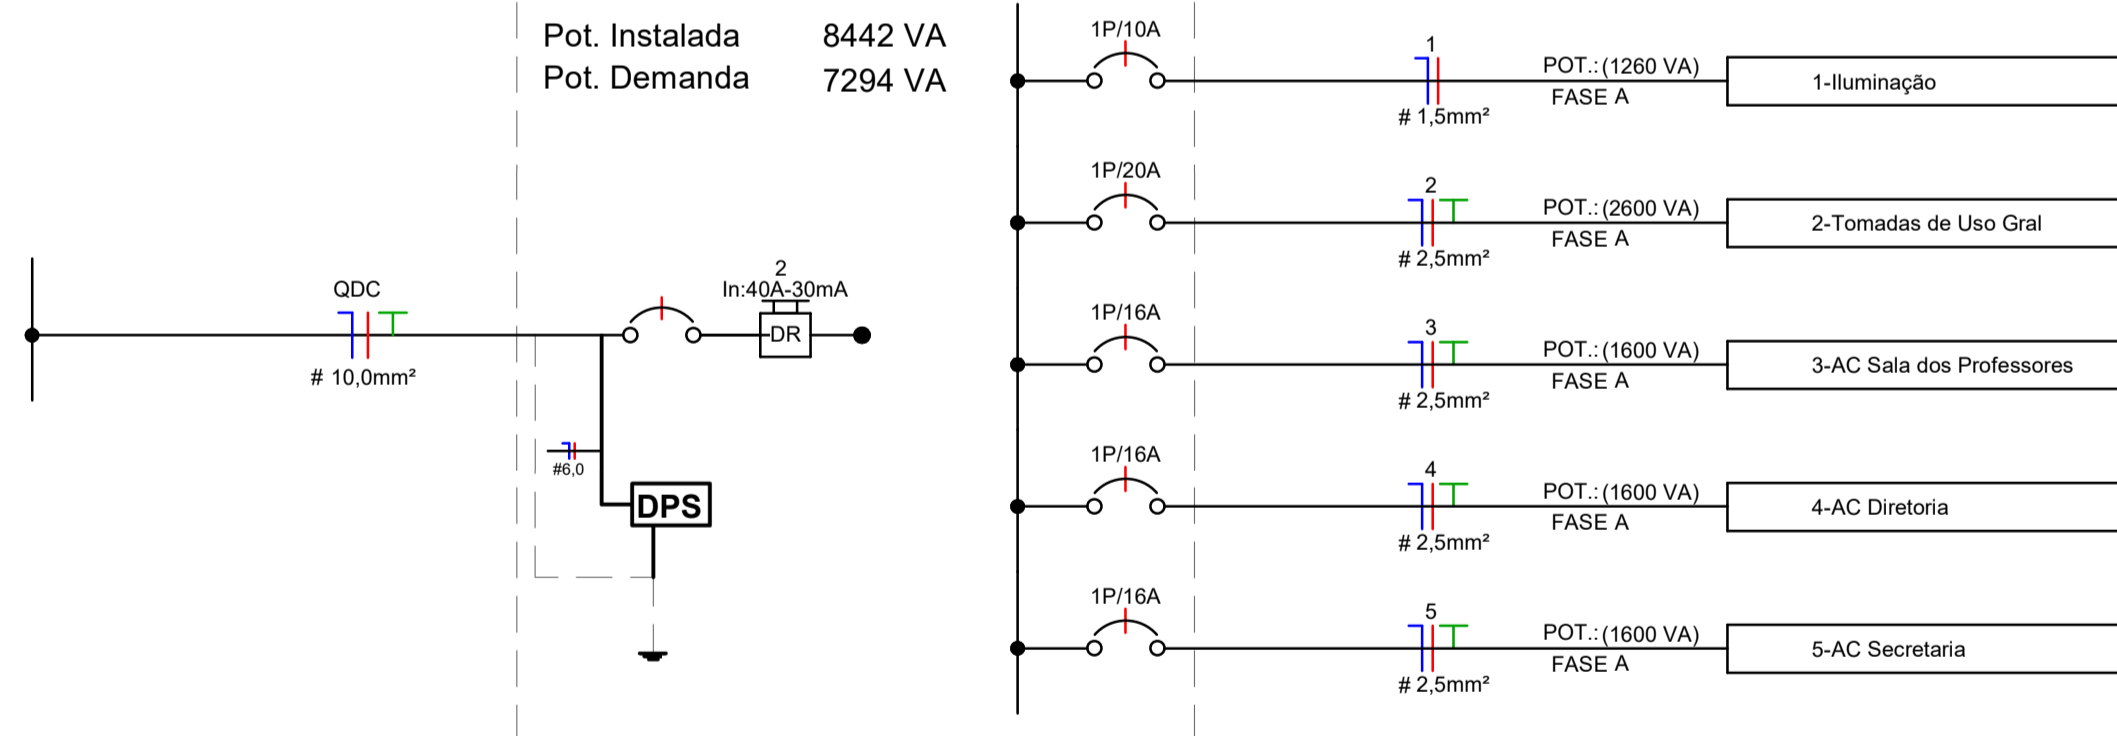 Pot. Instalada 8442 VA
Pot. Demanda 7294 VA
QDC
# 10,0mm²
2
In:40A-30mA
DR
#6,0
DPS
1P/10A
1
# 1,5mm²
POT.:(1260 VA)
FASE A
1-Iluminação
1P/20A
2
# 2,5mm²
POT.:(2600 VA)
FASE A
2-Tomadas de Uso Gral
1P/16A
3
# 2,5mm²
POT.:(1600 VA)
FASE A
3-AC Sala dos Professores
1P/16A
4
# 2,5mm²
POT.:(1600 VA)
FASE A
4-AC Diretoria
1P/16A
5
# 2,5mm²
POT.:(1600 VA)
FASE A
5-AC Secretaria